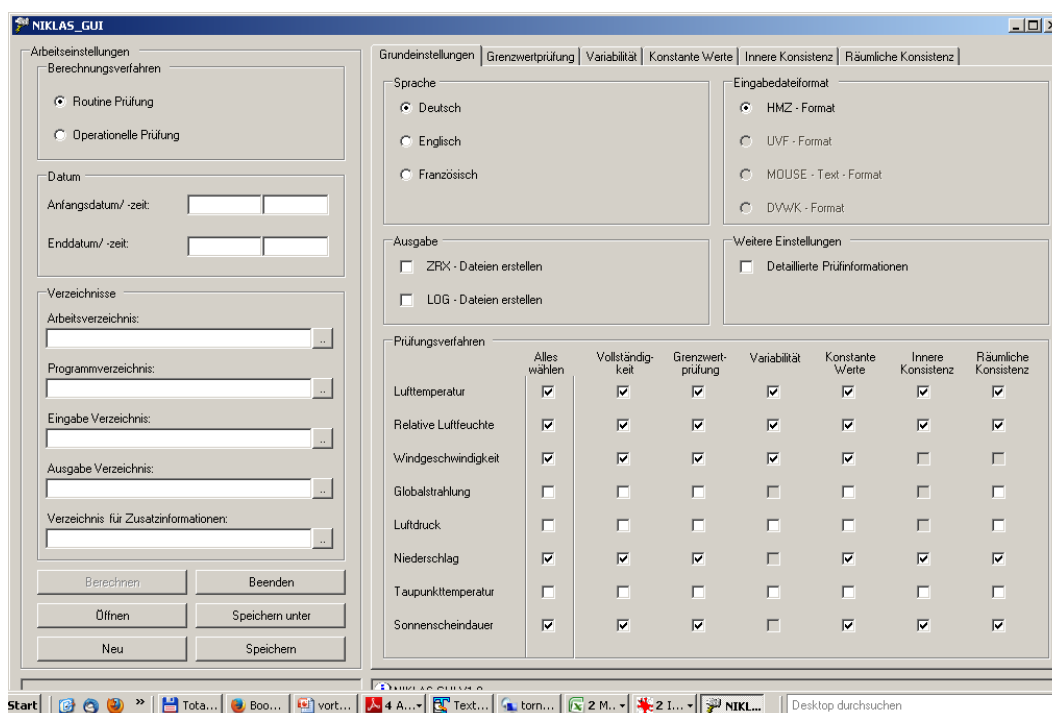 NIKLAS_GUI
Arbeitseinstellungen
Berechnungsverfahren
Routine Prüfung
Operationelle Prüfung
Datum
Anfangsdatum/ -zeit:
Enddatum/ -zeit:
Verzeichnisse
Arbeitsverzeichnis:
..
Programmverzeichnis:
..
Eingabe Verzeichnis:
..
Ausgabe Verzeichnis:
..
Verzeichnis für Zusatzinformationen:
..
Berechnen Beenden
Öffnen Speichern unter
Neu Speichern
Grundeinstellungen Grenzwertprüfung Variabilität Konstante Werte Innere Konsistenz Räumliche Konsistenz
Sprache
Deutsch
Englisch
Französisch
Eingabedateiformat
HMZ - Format
UVF - Format
MOUSE - Text - Format
DVWK - Format
Ausgabe
ZRX - Dateien erstellen
LOG - Dateien erstellen
Weitere Einstellungen
Detaillierte Prüfinformationen
Prüfungsverfahren
Alles wählen
Vollständig-
keit
Grenzwert-
prüfung
Variabilität
Konstante
Werte
Innere
Konsistenz
Räumliche
Konsistenz
Lufttemperatur
Relative Luftfeuchte
Windgeschwindigkeit
Globalstrahlung
Luftdruck
Niederschlag
Taupunkttemperatur
Sonnenscheindauer
NIKLAS GUI V1.0
Start » Tota... Boo... vort... 4 A... Text... torn... 2 M.. 2 I... NIKL... Desktop durchsuchen